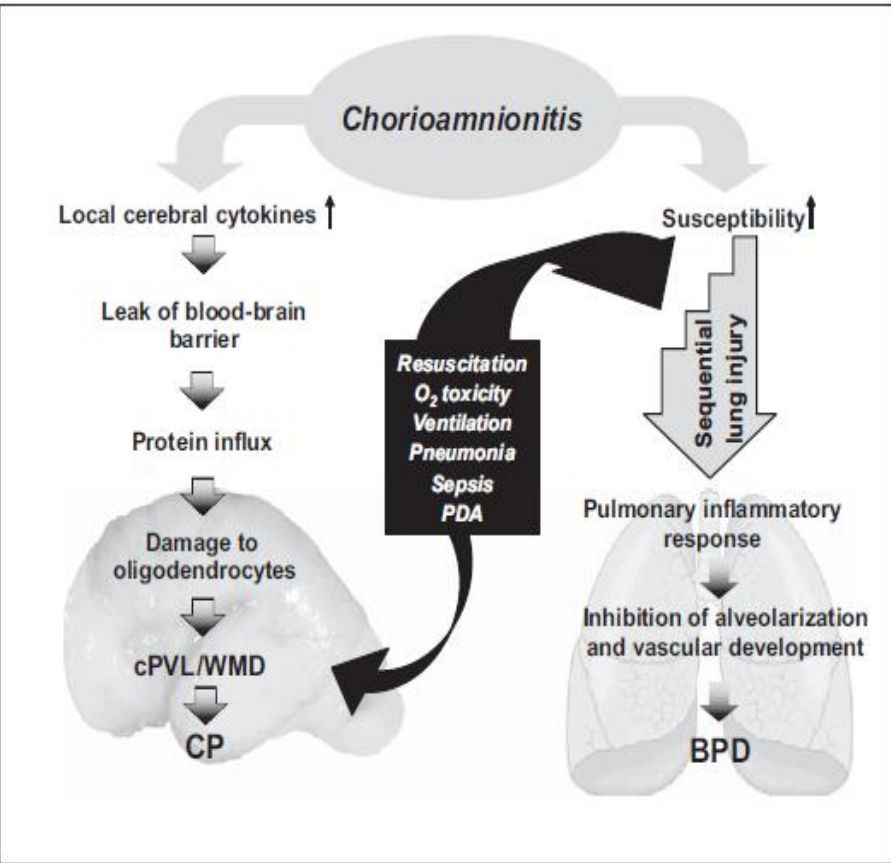 Chorioamnionitis
Local cerebral cytokines ↑
Leak of blood-brain
barrier
Protein influx
Damage to
oligodendrocytes
cPVL/WMD
CP
Resuscitation
O₂ toxicity
Ventilation
Pneumonia
Sepsis
PDA
Susceptibility ↑
Sequential
lung injury
Pulmonary inflammatory
response
Inhibition of alveolarization
and vascular development
BPD